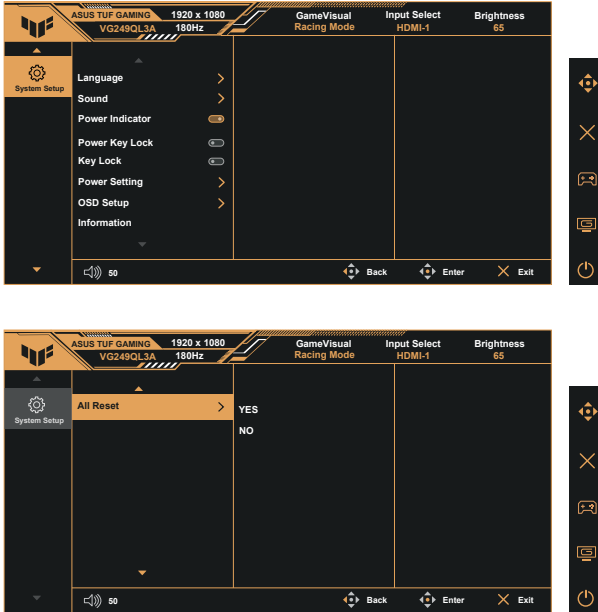 ASUS TUF GAMING 1920 x 1080 GameVisual Input Select Brightness
VG249QL3A 180Hz Racing Mode HDMI-1 65
System Setup
Language
Sound
Power Indicator
Power Key Lock
Key Lock
Power Setting
OSD Setup
Information
50 Back Enter Exit
ASUS TUF GAMING 1920 x 1080 GameVisual Input Select Brightness
VG249QL3A 180Hz Racing Mode HDMI-1 65
System Setup
All Reset
YES
NO
50 Back Enter Exit